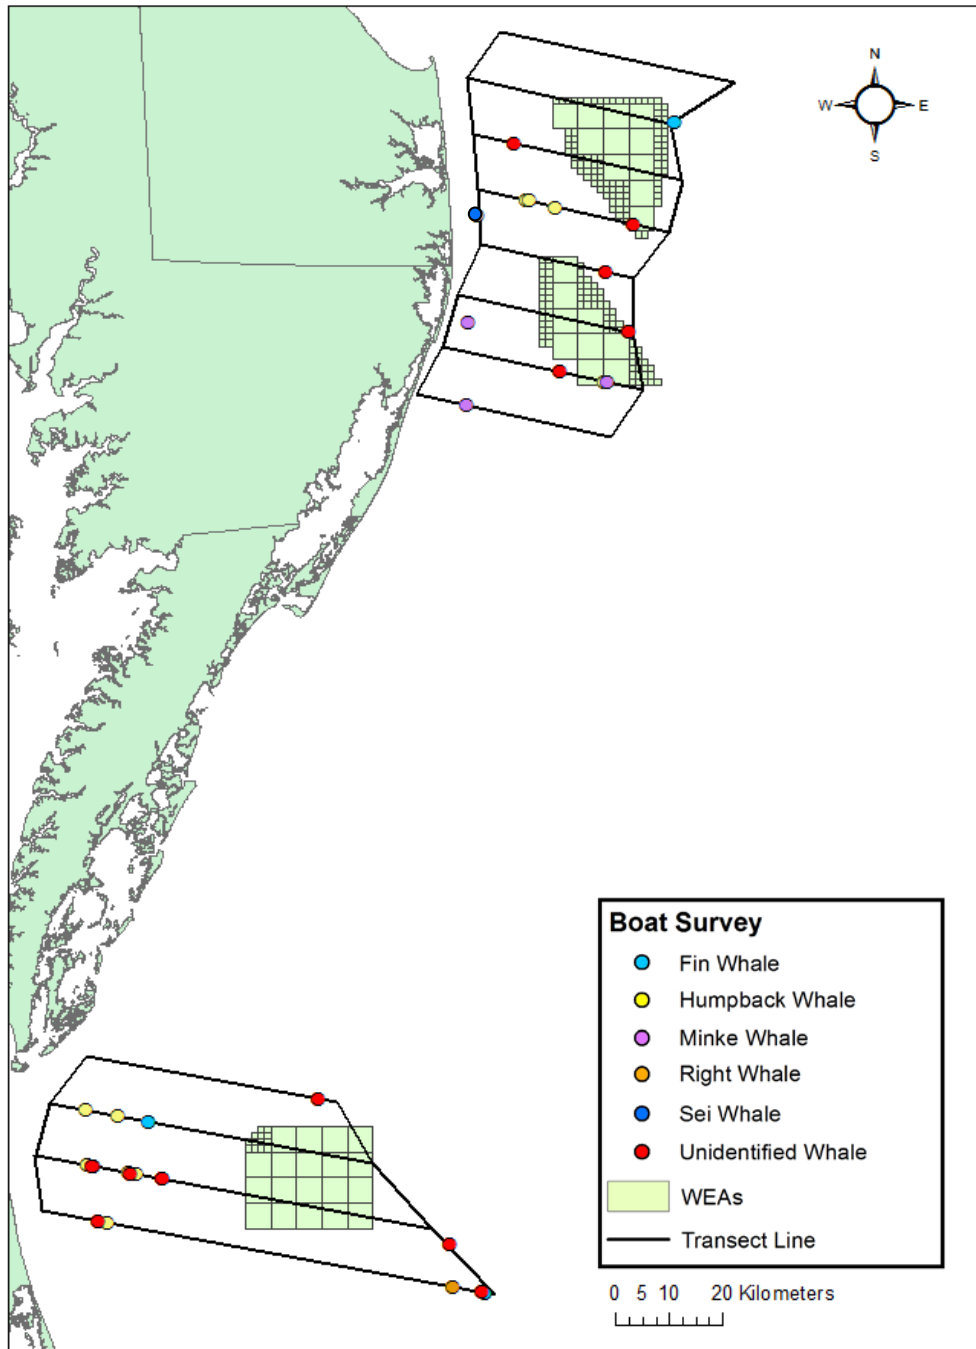 N
W E
S
Boat Survey
Fin Whale
Humpback Whale
Minke Whale
Right Whale
Sei Whale
Unidentified Whale
WEAs
Transect Line
0 5 10 20 Kilometers